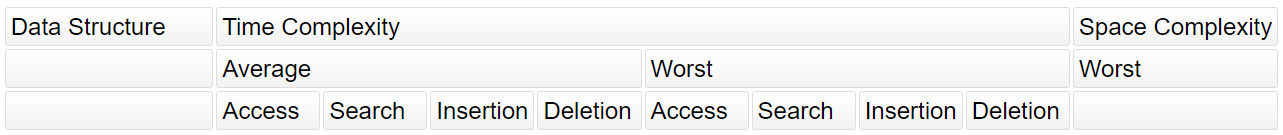 Data Structure Time Complexity Space Complexity
Average Worst Worst
Access Search Insertion Deletion Access Search Insertion Deletion